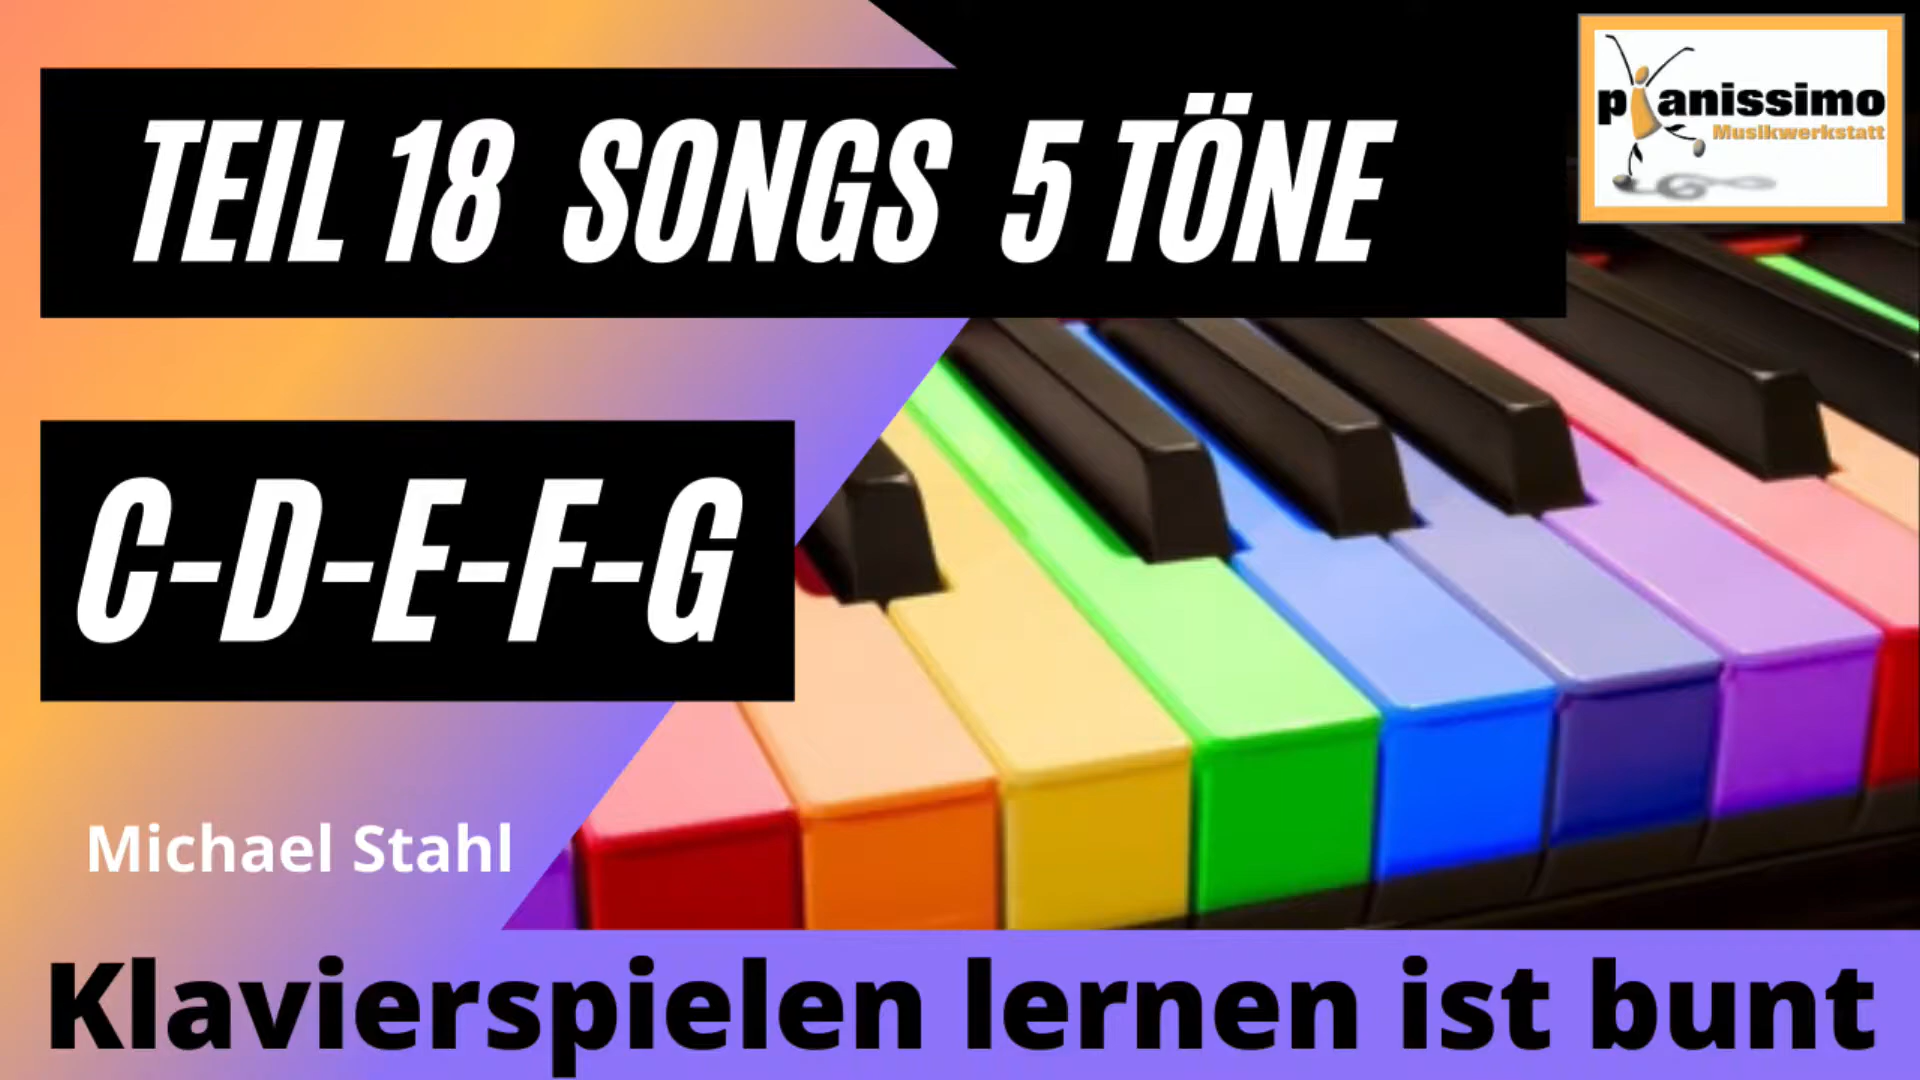 TEIL 18 SONGS 5 TÖNE
pianissimo
Musikwerkstatt
C-D-E-F-G
Michael Stahl
Klavierspielen lernen ist bunt